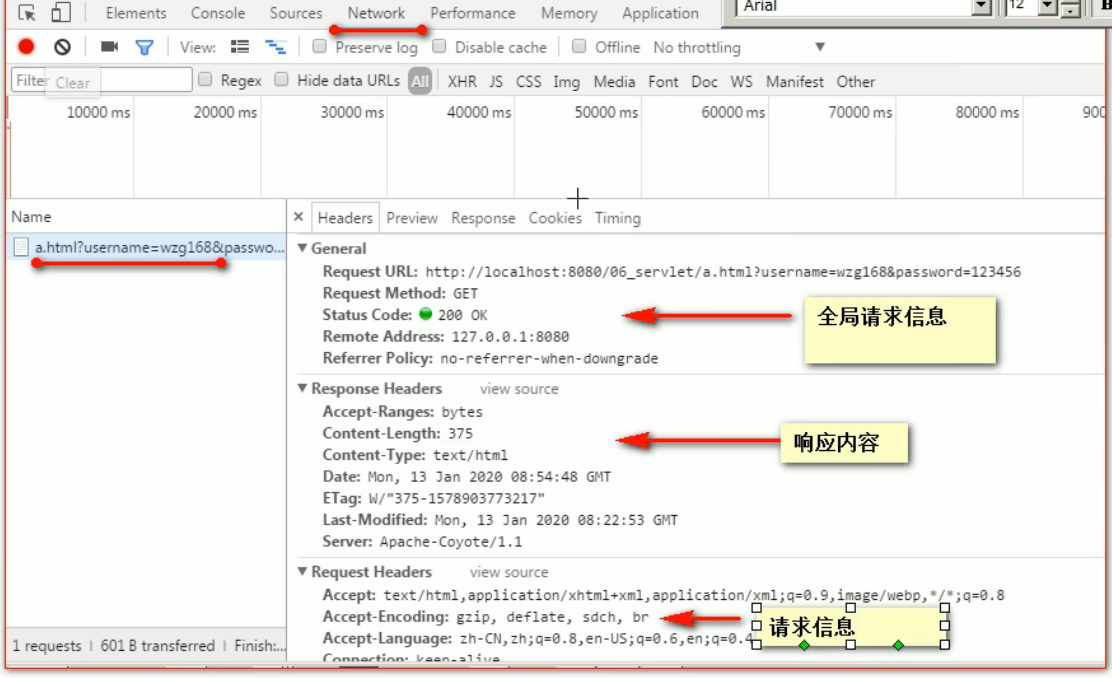 Elements Console Sources Network Performance Memory Application
Arial 12 B
View: Preserve log Disable cache Offline No throttling
Filter Clear Regex Hide data URLs All XHR JS CSS Img Media Font Doc WS Manifest Other
10000 ms 20000 ms 30000 ms 40000 ms 50000 ms 60000 ms 70000 ms 80000 ms 900
Name
a.html?username=wzg168&passwo...
1 requests | 601 B transferred | Finish:...
× Headers Preview Response Cookies Timing
General
Request URL: http://localhost:8080/06_servlet/a.html?username=wzg168&password=123456
Request Method: GET
Status Code: 200 OK
全局请求信息
Remote Address: 127.0.0.1:8080
Referrer Policy: no-referrer-when-downgrade
Response Headers view source
Accept-Ranges: bytes
Content-Length: 375
响应内容
Content-Type: text/html
Date: Mon, 13 Jan 2020 08:54:48 GMT
ETag: W/"375-1578903773217"
Last-Modified: Mon, 13 Jan 2020 08:22:53 GMT
Server: Apache-Coyote/1.1
Request Headers view source
Accept: text/html,application/xhtml+xml,application/xml;q=0.9,image/webp,*/*;q=0.8
Accept-Encoding: gzip, deflate, sdch, br
请求信息
Accept-Language: zh-CN,zh;q=0.8,en-US;q=0.6,en;q=0.4
Connection: keep-alive